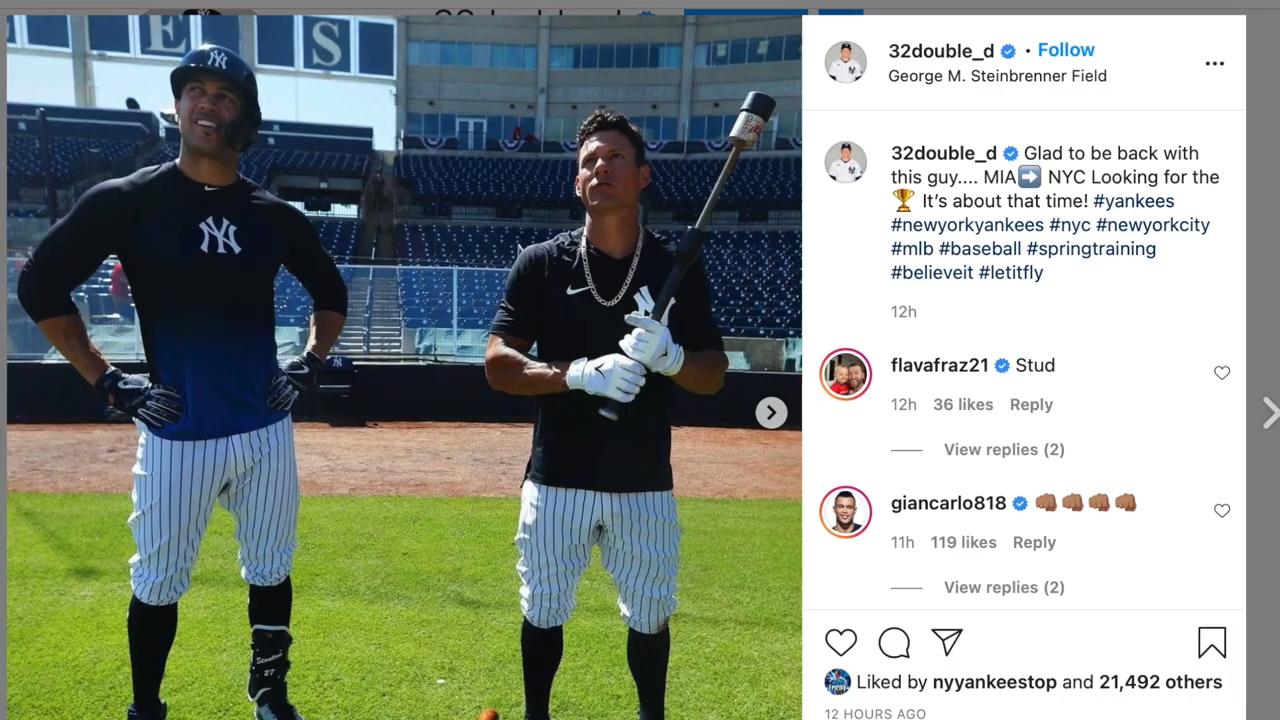 E S
NY
NY
NY
Stanton
27
32double_d • Follow
George M. Steinbrenner Field
32double_d Glad to be back with
this guy.... MIA➡️ NYC Looking for the
🏆 It’s about that time! #yankees
#newyorkyankees #nyc #newyorkcity
#mlb #baseball #springtraining
#believeit #letitfly
12h
flavafraz21 Stud
12h 36 likes Reply
View replies (2)
giancarlo818 👊🏽👊🏽👊🏽👊🏽
11h 119 likes Reply
View replies (2)
Liked by nyyankeestop and 21,492 others
12 HOURS AGO